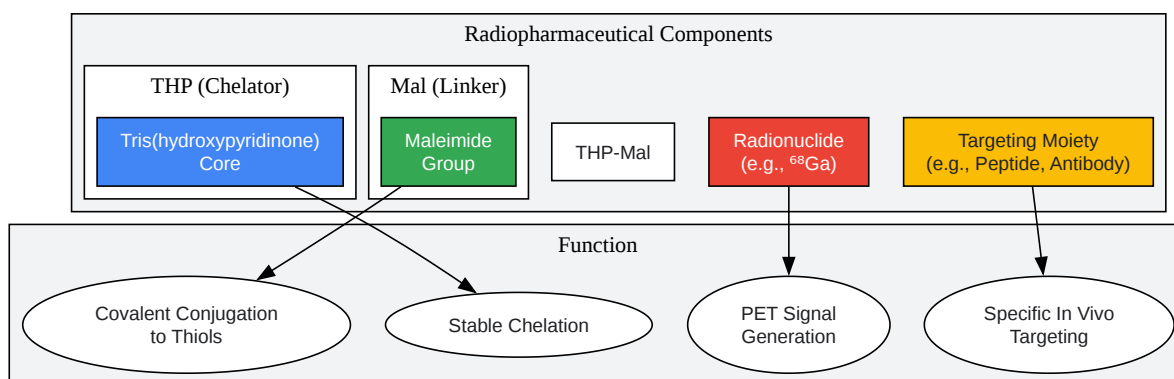 Radiopharmaceutical Components
THP (Chelator)
Mal (Linker)
Tris(hydroxypyridinone)
Core
Maleimide
Group
THP-Mal
Radionuclide
(e.g., ⁶⁸Ga)
Targeting Moiety
(e.g., Peptide, Antibody)
Function
Covalent Conjugation
to Thiols
Stable Chelation
PET Signal
Generation
Specific In Vivo
Targeting